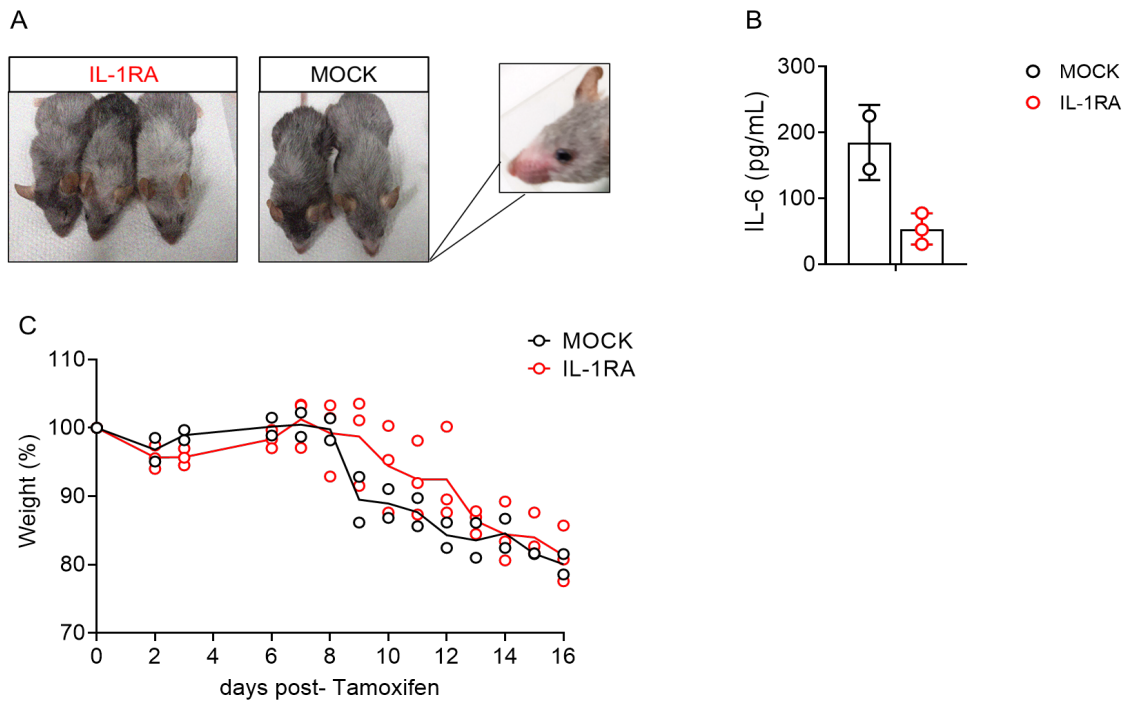 A
IL-1RA
MOCK
B
300
200
100
0
IL-6 (pg/mL)
MOCK
IL-1RA
C
MOCK
IL-1RA
110
100
90
80
70
Weight (%)
0 2 4 6 8 10 12 14 16
days post- Tamoxifen